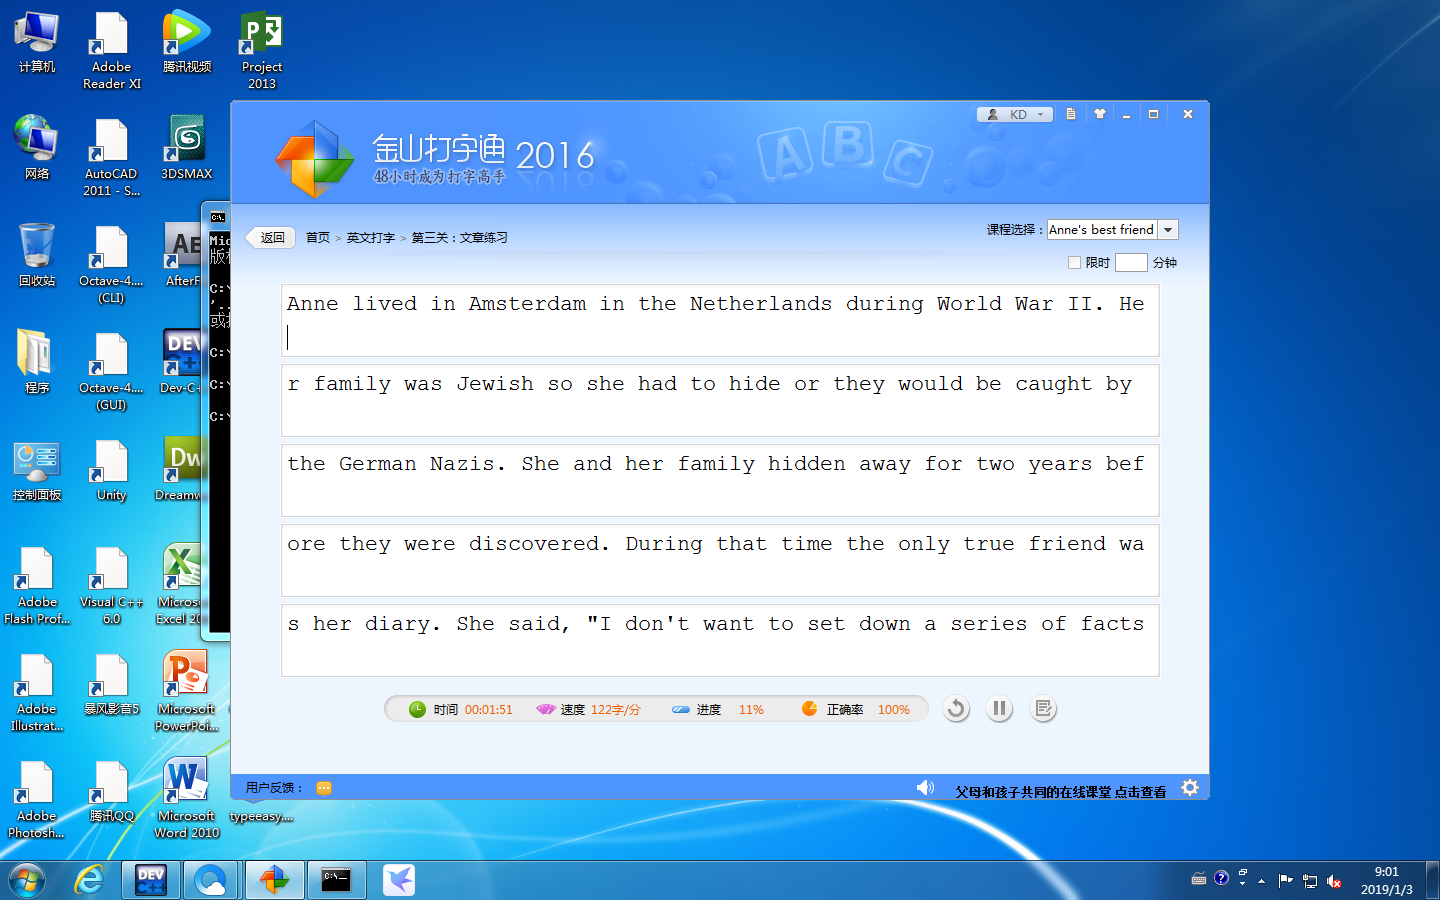 计算机
Adobe
Reader XI
腾讯视频
Project
2013
网络
AutoCAD
2011 - S...
3DSMAX
回收站
Octave-4....
(CLI)
程序
Octave-4....
(GUI)
控制面板
Unity
Adobe
Flash Prof...
Visual C++
6.0
Adobe
Illustrat...
暴风影音5
Microsoft
PowerPoi...
Adobe
Photosh...
腾讯QQ
Microsoft
Word 2010
typeeasy....
KD
金山打字通 2016
48小时成为打字高手
A B C
返回 首页 > 英文打字 > 第三关：文章练习
课程选择： Anne's best friend
限时 分钟
Anne lived in Amsterdam in the Netherlands during World War II. He
r family was Jewish so she had to hide or they would be caught by
the German Nazis. She and her family hidden away for two years bef
ore they were discovered. During that time the only true friend wa
s her diary. She said, "I don't want to set down a series of facts
时间 00:01:51 速度 122字/分 进度 11% 正确率 100%
用户反馈：
父母和孩子共同的在线课堂 点击查看
DEV
C++
C:\
9:01
2019/1/3